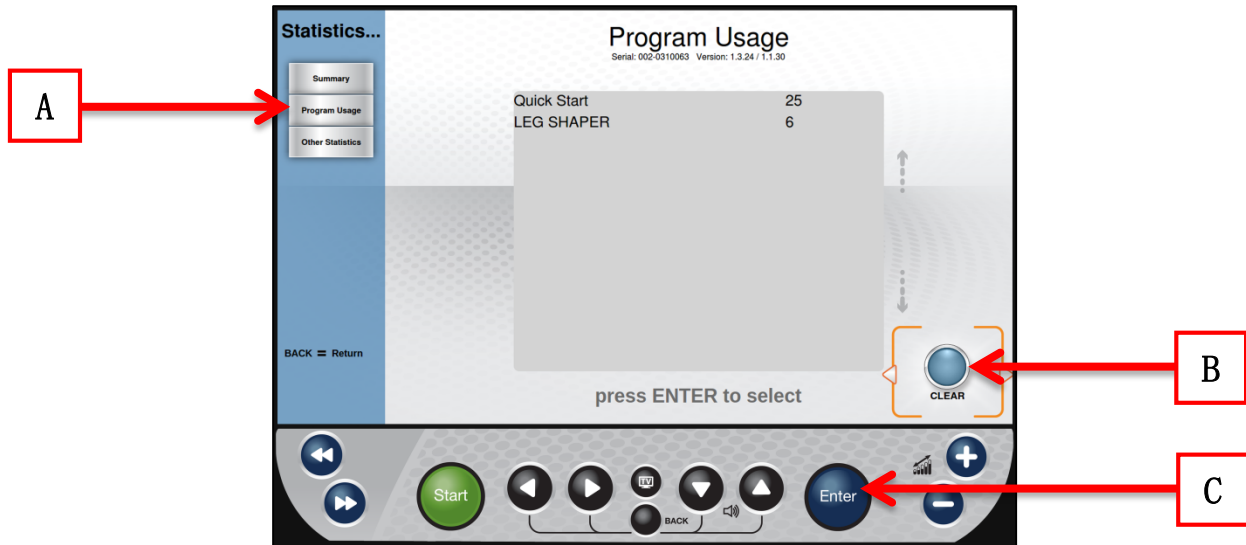 Statistics...
Program Usage
Serial: 002-0310063 Version: 1.3.24 / 1.1.30
Summary
A
Program Usage
Other Statistics
Quick Start 25
LEG SHAPER 6
BACK = Return
B
CLEAR
press ENTER to select
Start
TV
BACK
Enter
C